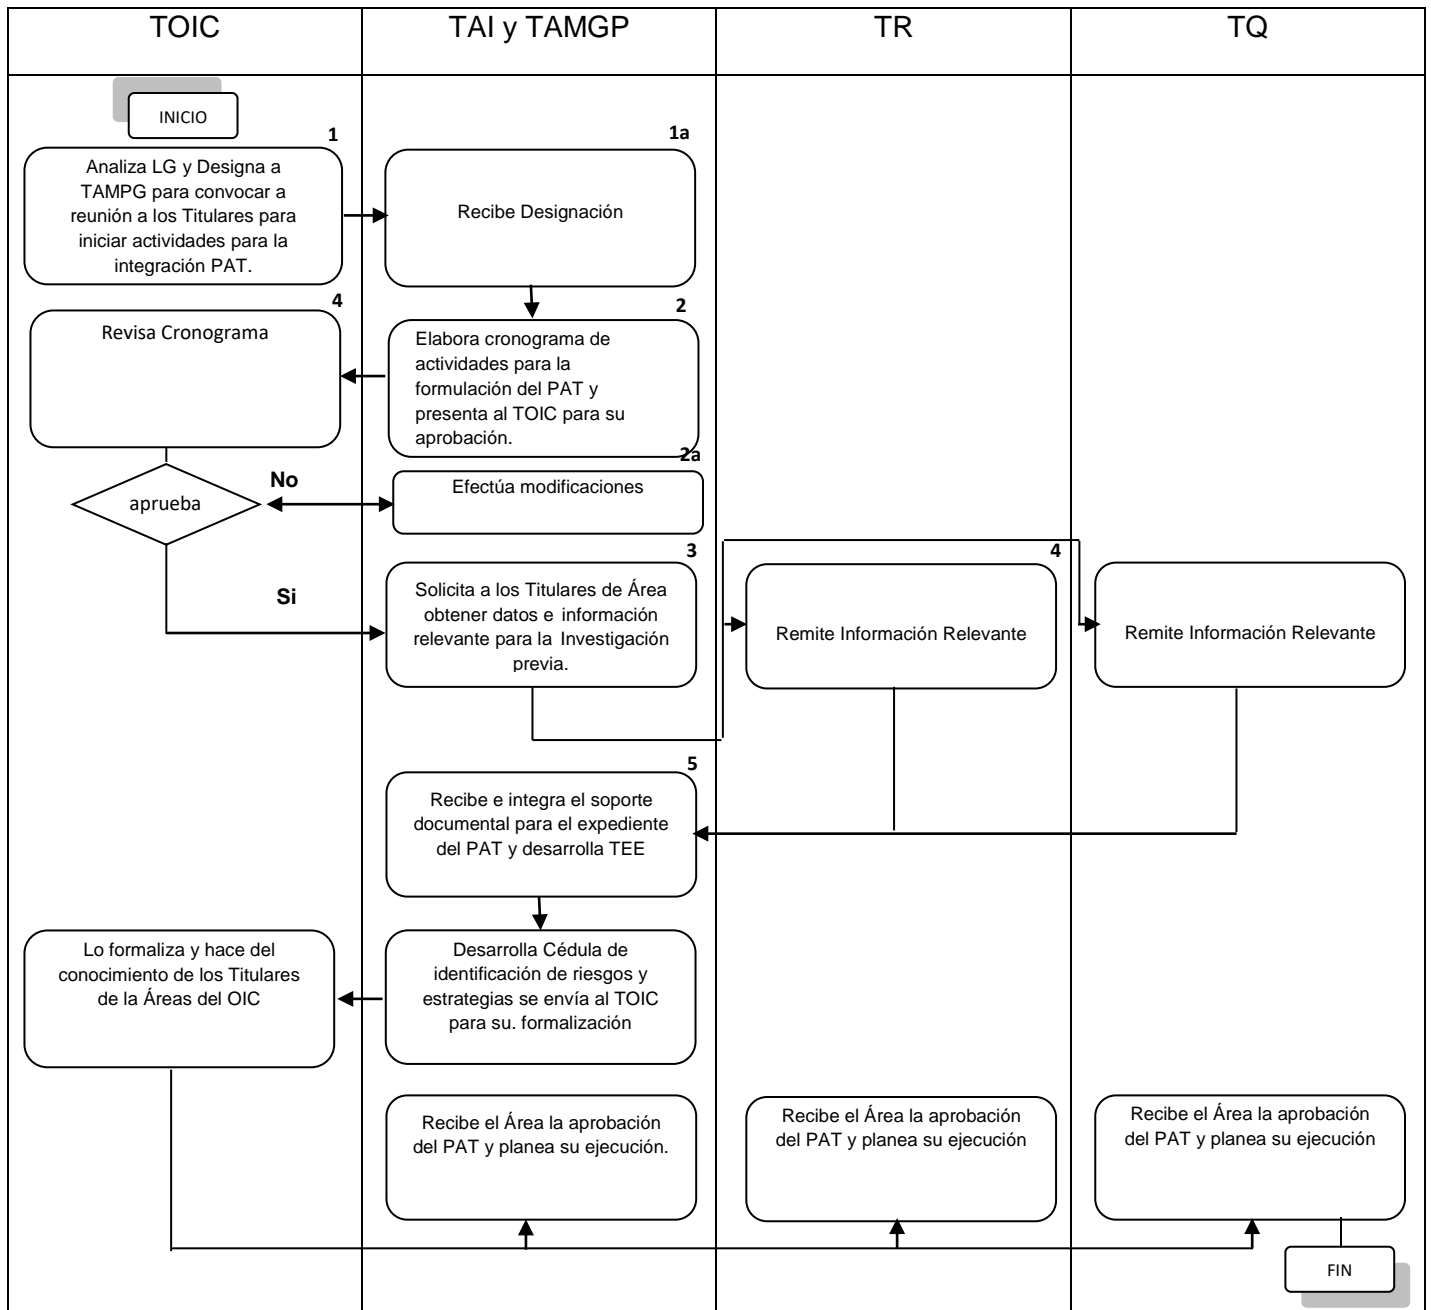 TOIC
TAI y TAMGP
TR
TQ
INICIO
1
Analiza LG y Designa a
TAMPG para convocar a
reunión a los Titulares para
iniciar actividades para la
integración PAT.
1a
Recibe Designación
4
Revisa Cronograma
2
Elabora cronograma de
actividades para la
formulación del PAT y
presenta al TOIC para su
aprobación.
2a
aprueba
No
Efectúa modificaciones
Si
3
Solicita a los Titulares de Área
obtener datos e información
relevante para la Investigación
previa.
4
Remite Información Relevante
Remite Información Relevante
5
Recibe e integra el soporte
documental para el expediente
del PAT y desarrolla TEE
Lo formaliza y hace del
conocimiento de los Titulares
de la Áreas del OIC
Desarrolla Cédula de
identificación de riesgos y
estrategias se envía al TOIC
para su. formalización
Recibe el Área la aprobación
del PAT y planea su ejecución.
Recibe el Área la aprobación
del PAT y planea su ejecución
Recibe el Área la aprobación
del PAT y planea su ejecución
FIN